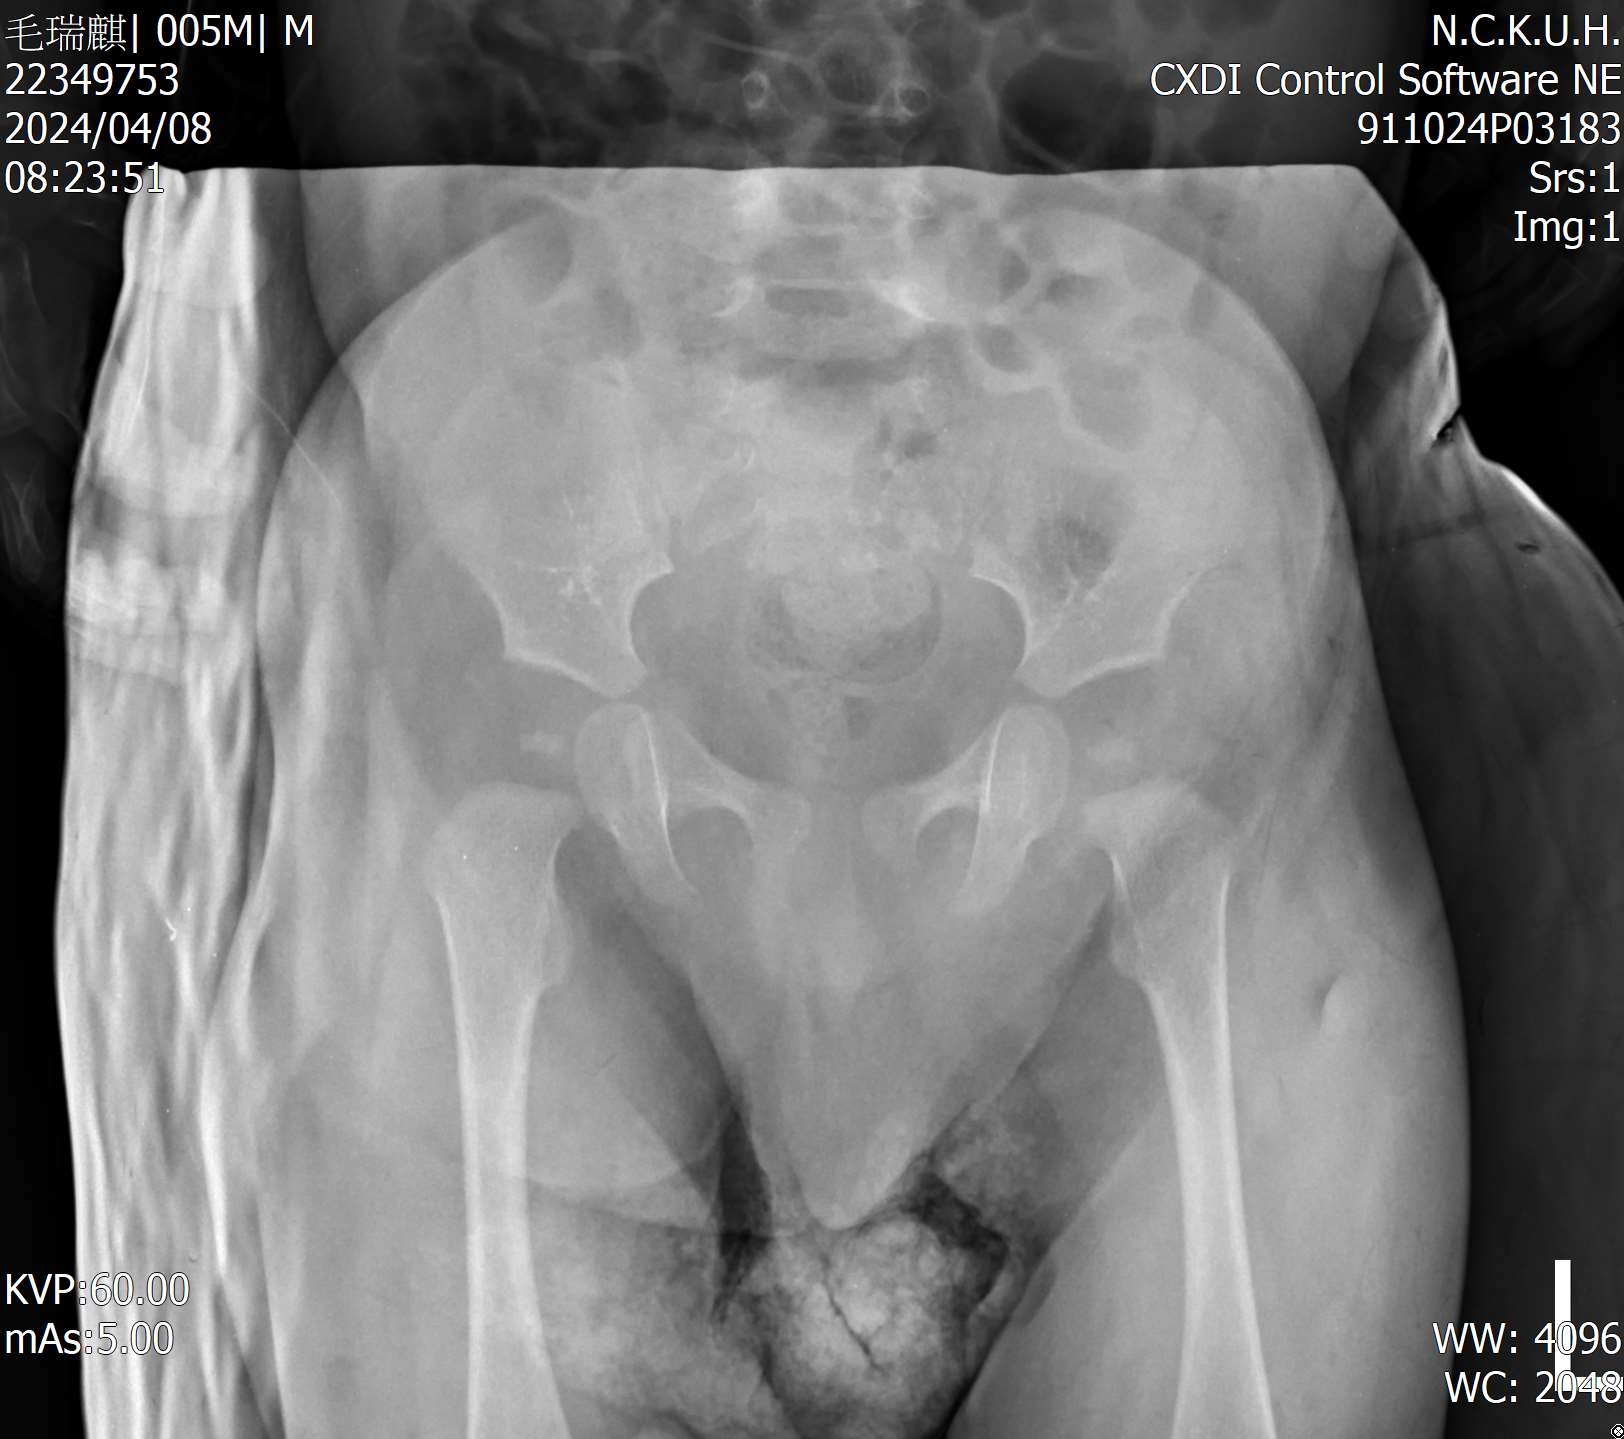 毛瑞麒| 005M| M
22349753
2024/04/08
08:23:51
N.C.K.U.H.
CXDI Control Software NE
911024P03183
Srs:1
Img:1
KVP:60.00
mAs:5.00
WW: 4096
WC: 2048
L